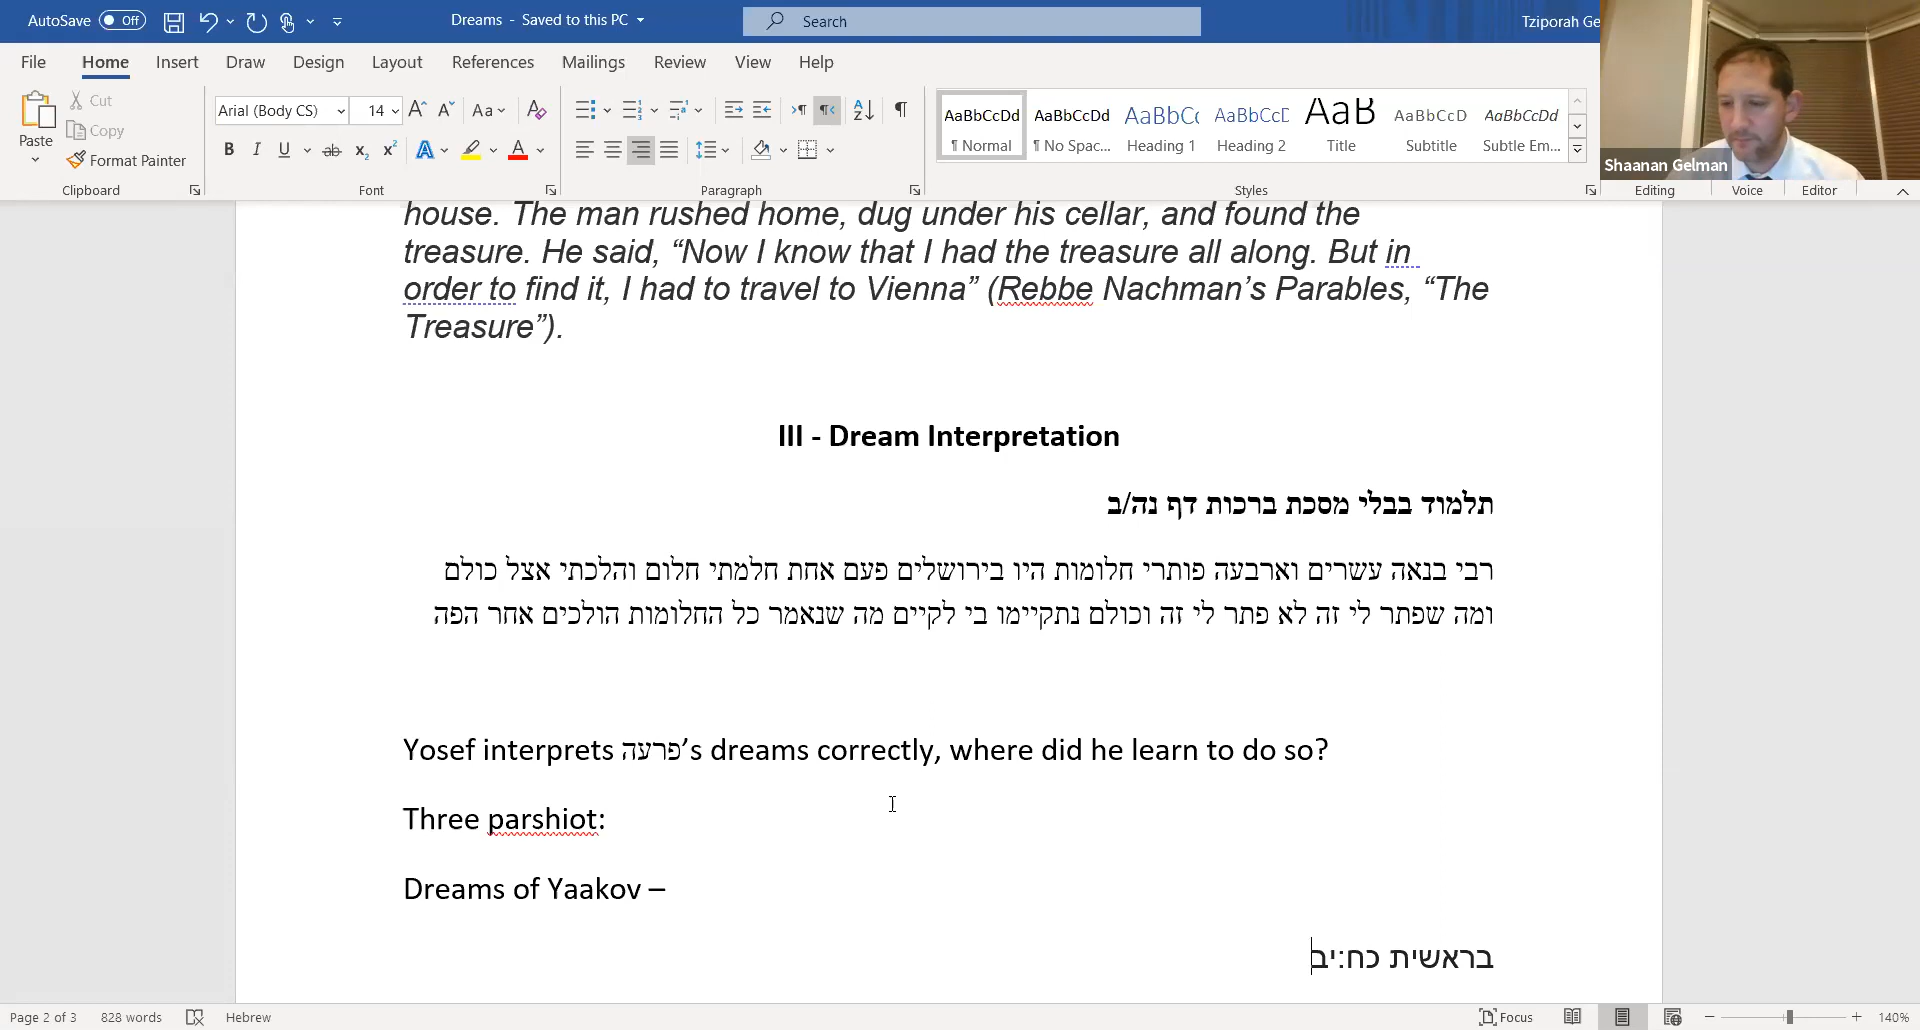 AutoSave Off Dreams - Saved to this PC Search Tziporah Ge
File Home Insert Draw Design Layout References Mailings Review View Help
Paste
Cut
Copy
Format Painter
Clipboard
Arial (Body CS) 14 Aa
B I U ab x₂ x² A A
Font
Paragraph
AaBbCcDd AaBbCcDd AaBbCc AaBbCcD AaB AaBbCcD AaBbCcDd
¶ Normal ¶ No Spac... Heading 1 Heading 2 Title Subtitle Subtle Em...
Styles
Editing Voice Editor
Shaanan Gelman
house. The man rushed home, dug under his cellar, and found the
treasure. He said, “Now I know that I had the treasure all along. But in
order to find it, I had to travel to Vienna” (Rebbe Nachman’s Parables, “The
Treasure”).
III - Dream Interpretation
תלמוד בבלי מסכת ברכות דף נה/ב
רבי בנאה עשרים וארבעה פותרי חלומות היו בירושלים פעם אחת חלמתי חלום והלכתי אצל כולם
ומה שפתר לי זה לא פתר לי זה וכולם נתקיימו בי לקיים מה שנאמר כל החלומות הולכים אחר הפה
Yosef interprets פרעה’s dreams correctly, where did he learn to do so?
Three parshiot:
Dreams of Yaakov –
בראשית כח:יב
Page 2 of 3 828 words Hebrew Focus 140%